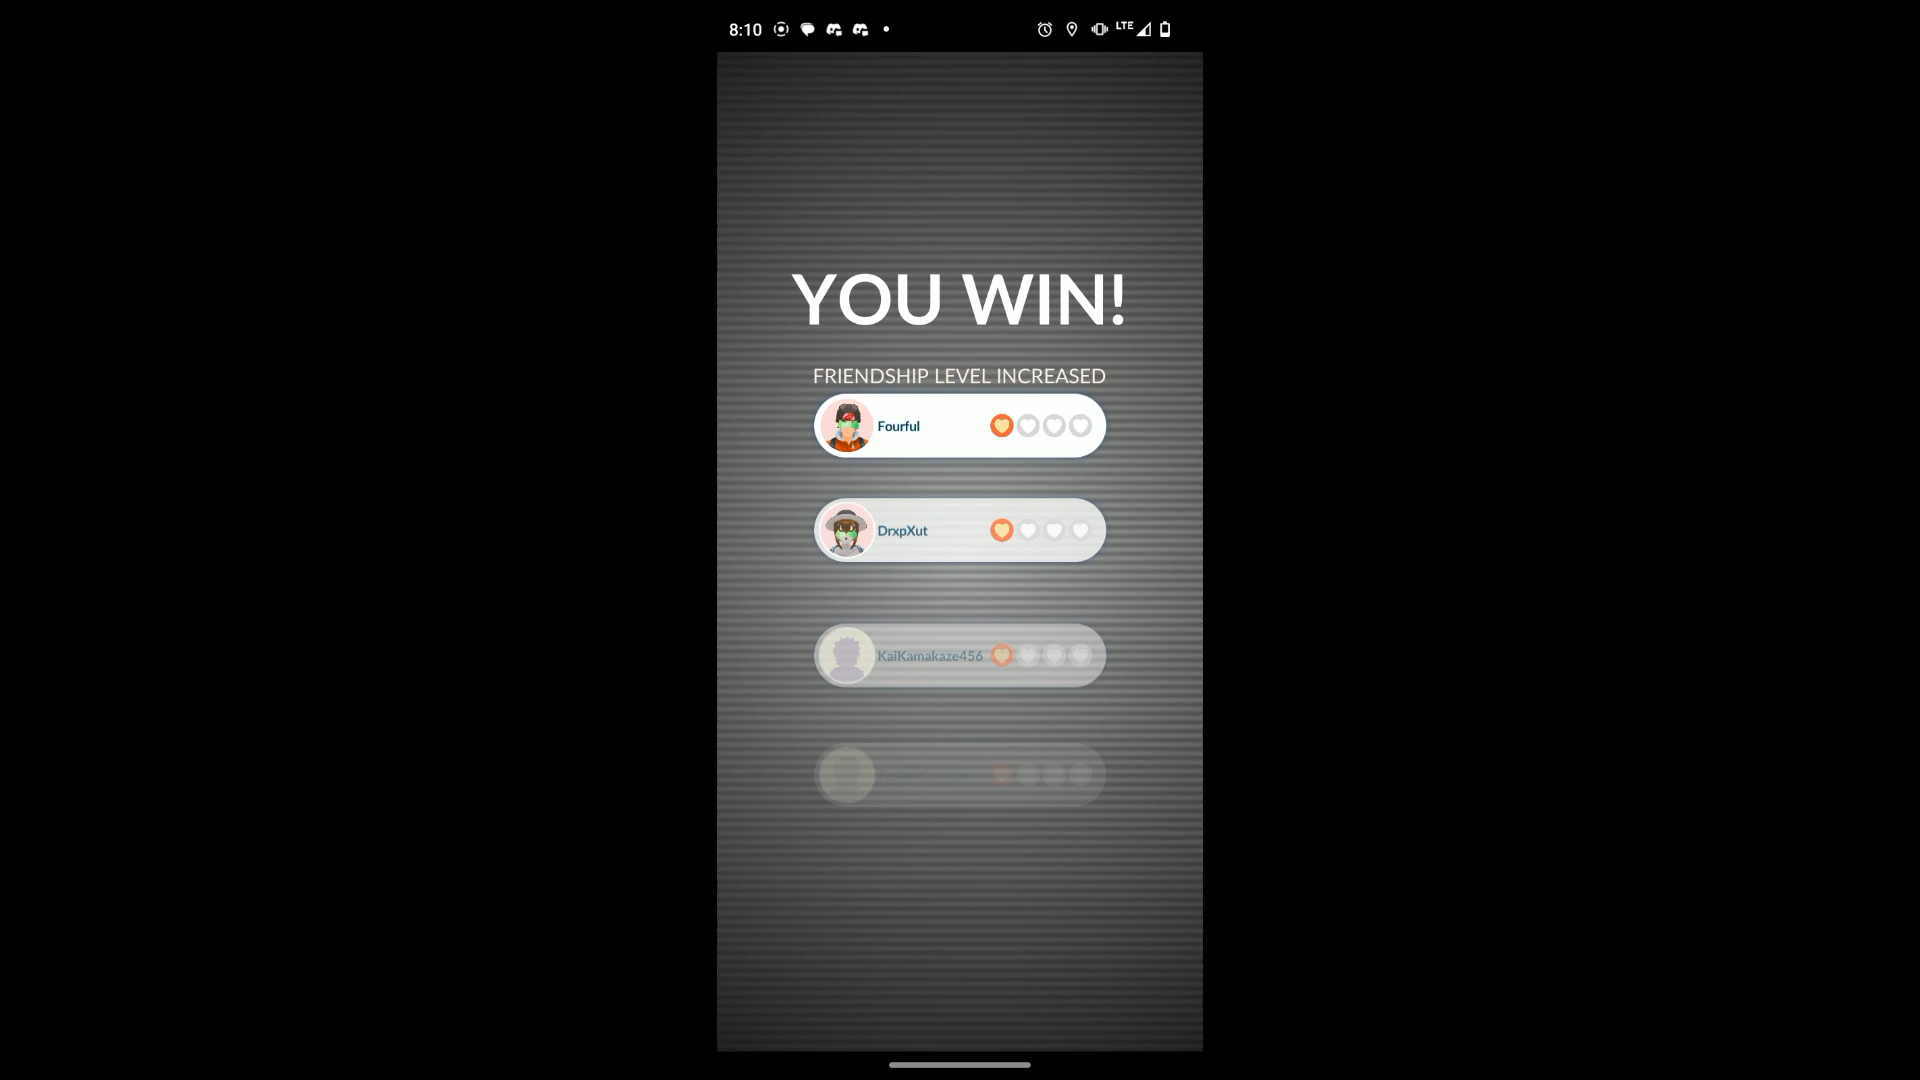 8:10
LTE
YOU WIN!
FRIENDSHIP LEVEL INCREASED
Fourful
DrxpXut
KaiKamakaze456